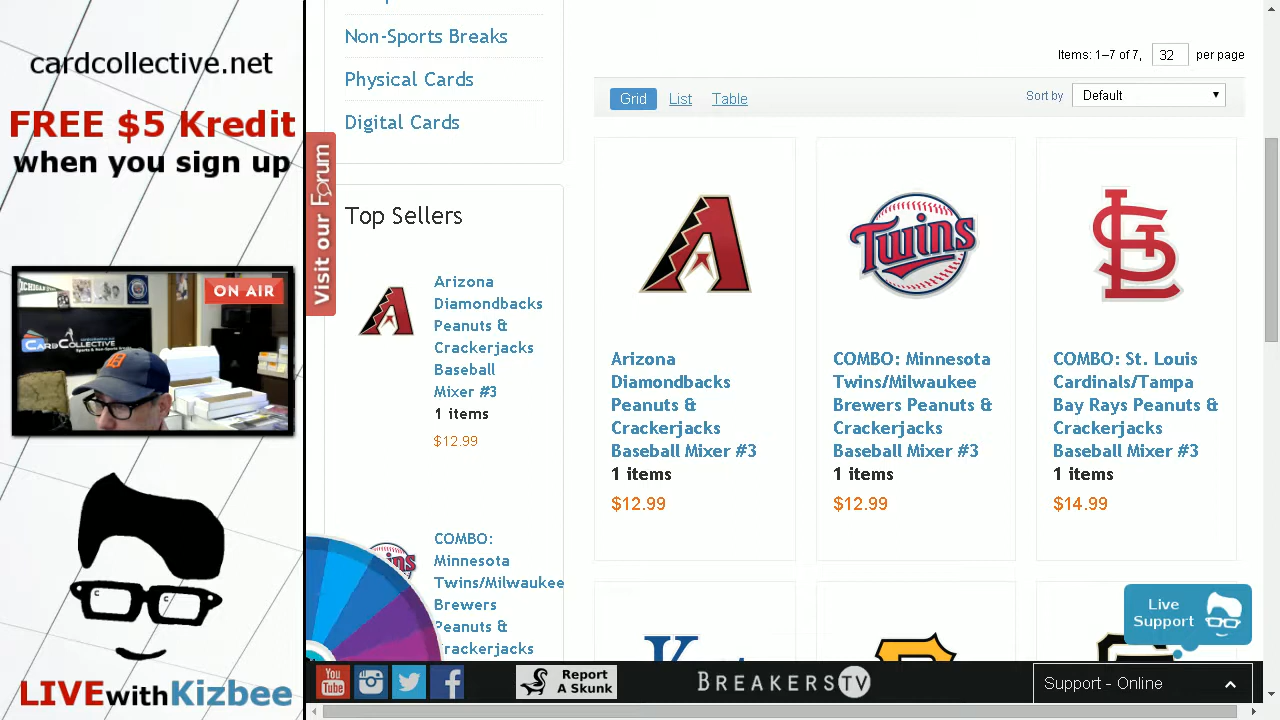 cardcollective.net
FREE $5 Kredit
when you sign up
ON AIR
CARDCOLLECTIVE
LIVEwithKizbee
Non-Sports Breaks
Physical Cards
Digital Cards
Visit our Forum
Top Sellers
Arizona
Diamondbacks
Peanuts &
Crackerjacks
Baseball
Mixer #3
1 items
$12.99
COMBO:
Minnesota
Twins/Milwaukee
Brewers
Peanuts &
Crackerjacks
Items: 1–7 of 7, 32 per page
Grid List Table
Sort by Default
A
Twins
STL
Arizona
Diamondbacks
Peanuts &
Crackerjacks
Baseball Mixer #3
1 items
$12.99
COMBO: Minnesota
Twins/Milwaukee
Brewers Peanuts &
Crackerjacks
Baseball Mixer #3
1 items
$12.99
COMBO: St. Louis
Cardinals/Tampa
Bay Rays Peanuts &
Crackerjacks
Baseball Mixer #3
1 items
$14.99
Live
Support
You
Tube
Report
A Skunk
BREAKERSTV
Support - Online